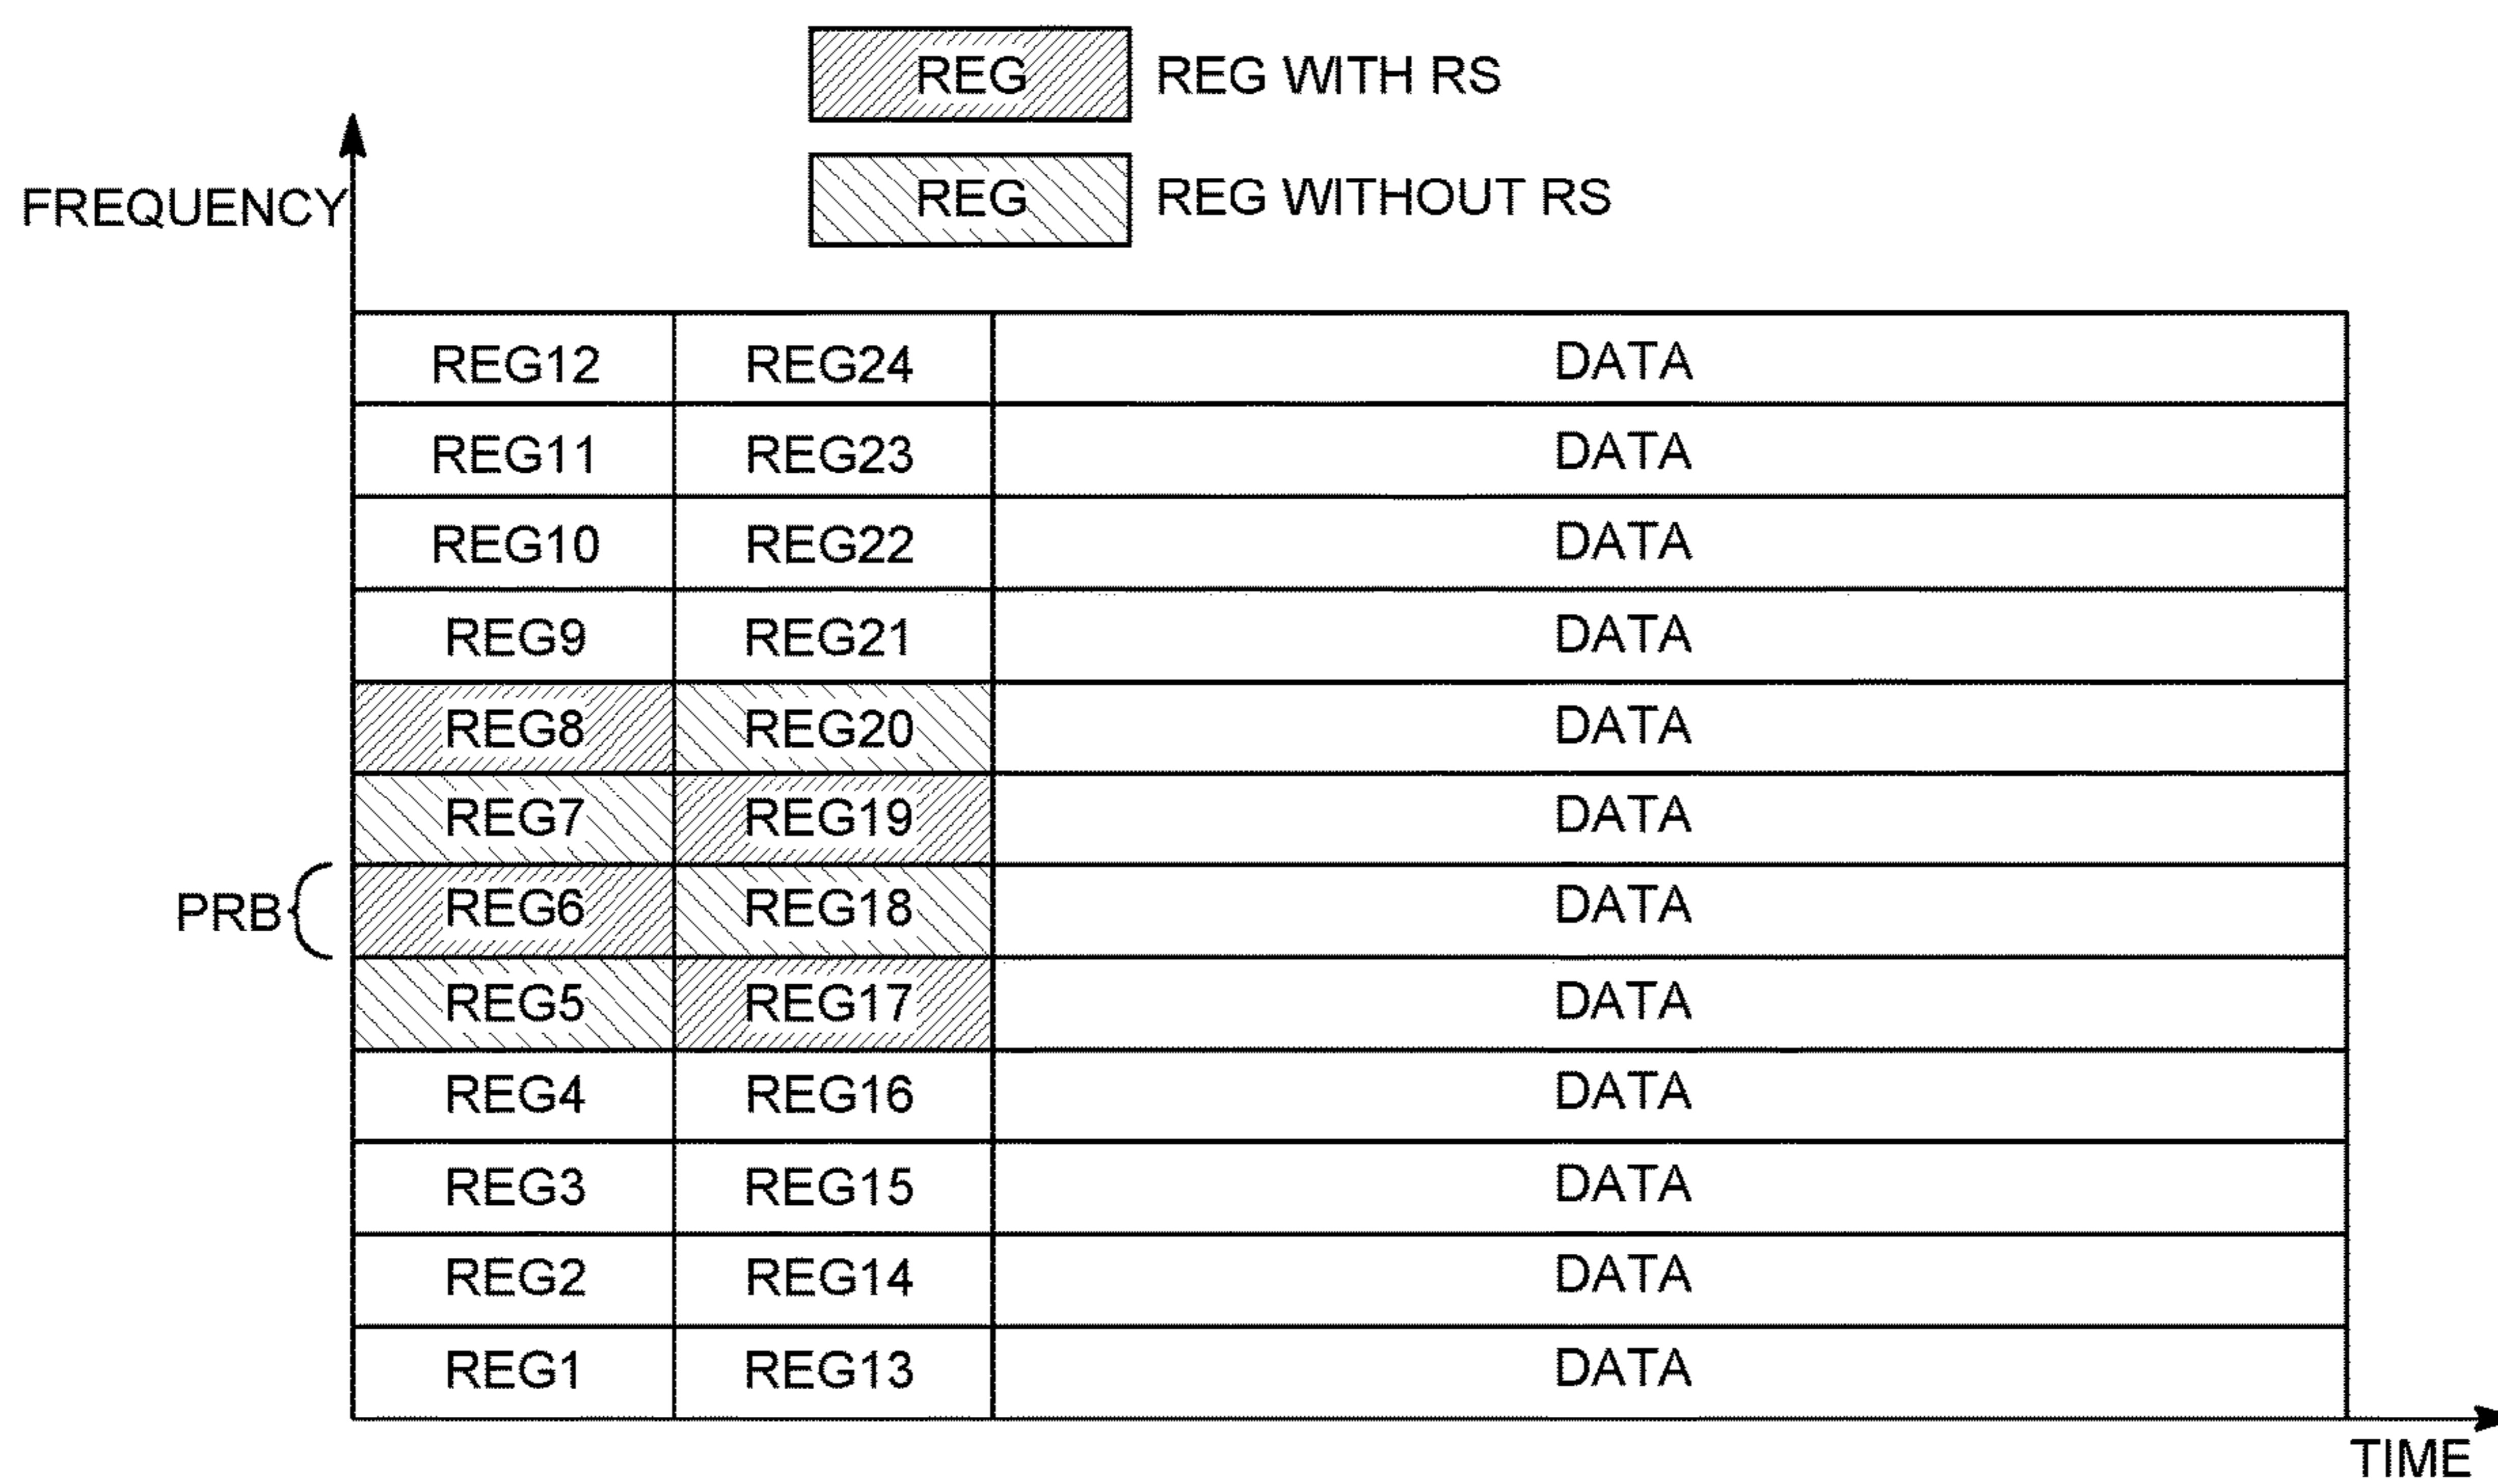 REG REG WITH RS
REG REG WITHOUT RS
FREQUENCY
REG12 REG24 DATA
REG11 REG23 DATA
REG10 REG22 DATA
REG9 REG21 DATA
REG8 REG20 DATA
REG7 REG19 DATA
PRB REG6 REG18 DATA
REG5 REG17 DATA
REG4 REG16 DATA
REG3 REG15 DATA
REG2 REG14 DATA
REG1 REG13 DATA
TIME